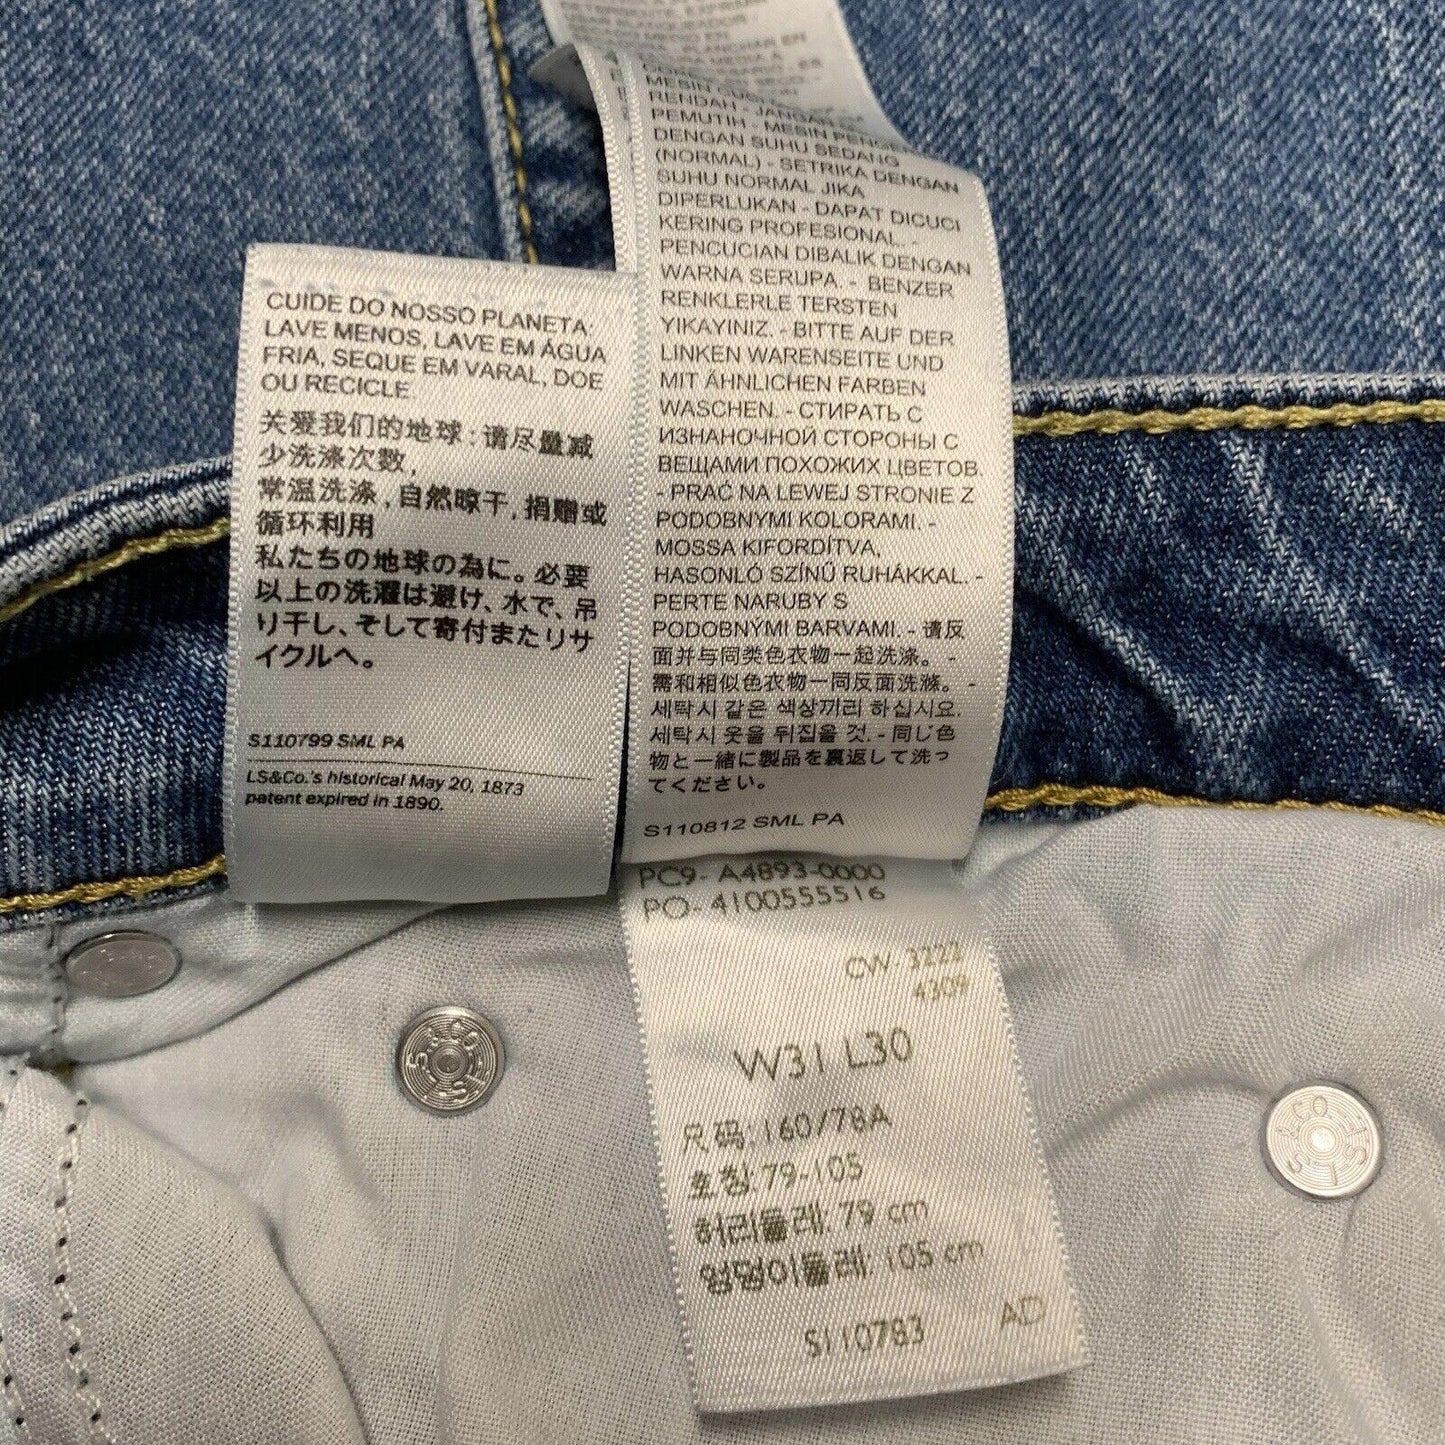 CUIDE DO NOSSO PLANETA:
LAVE MENOS, LAVE EM ÁGUA
FRIA, SEQUE EM VARAL, DOE
OU RECICLE.
关爱我们的地球:请尽量减
少洗涤次数,
常温洗涤,自然晾干,捐赠或
循环利用
私たちの地球の為に。必要
以上の洗濯は避け、水で、吊
り干し、そして寄付またリサ
イクルへ。
S110799 SML PA
LS&Co.'s historical May 20, 1873
patent expired in 1890.
RENDAH - JANGAN
PEMUTIH - MESIN
DENGAN SUHU SEDANG
(NORMAL) - SETRIKA DENGAN
SUHU NORMAL JIKA
DIPERLUKAN - DAPAT DICUCI
KERING PROFESIONAL. -
PENCUCIAN DIBALIK DENGAN
WARNA SERUPA. - BENZER
RENKLERLE TERSTEN
YIKAYINIZ. - BITTE AUF DER
LINKEN WARENSEITE UND
MIT ÄHNLICHEN FARBEN
WASCHEN. - СТИРАТЬ С
ИЗНАНОЧНОЙ СТОРОНЫ С
ВЕЩАМИ ПОХОЖИХ ЦВЕТОВ.
- PRAĆ NA LEWEJ STRONIE Z
PODOBNYMI KOLORAMI. -
MOSSA KIFORDÍTVA,
HASONLÓ SZÍNŰ RUHÁKKAL. -
PERTE NARUBY S
PODOBNÝMI BARVAMI. - 请反
面并与同类色衣物一起洗涤。 -
需和相似色衣物一同反面洗滌。 -
세탁시 같은 색상끼리 하십시요.
세탁시 옷을 뒤집을 것. - 同じ色
物と一緒に製品を裏返して洗っ
てください。
S110812 SML PA
PC9- A4893-0000
PO- 4100555516
CW- 3222
4309
W31 L30
尺码:160/78A
호칭:79-105
허리둘레: 79 cm
엉덩이둘레: 105 cm
S110783 AD
LS&CO
LS&CO